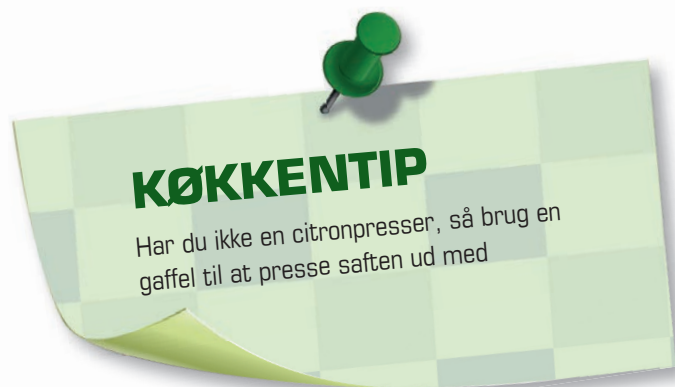 KØKKENTIP
Har du ikke en citronpresser, så brug en
gaffel til at presse saften ud med